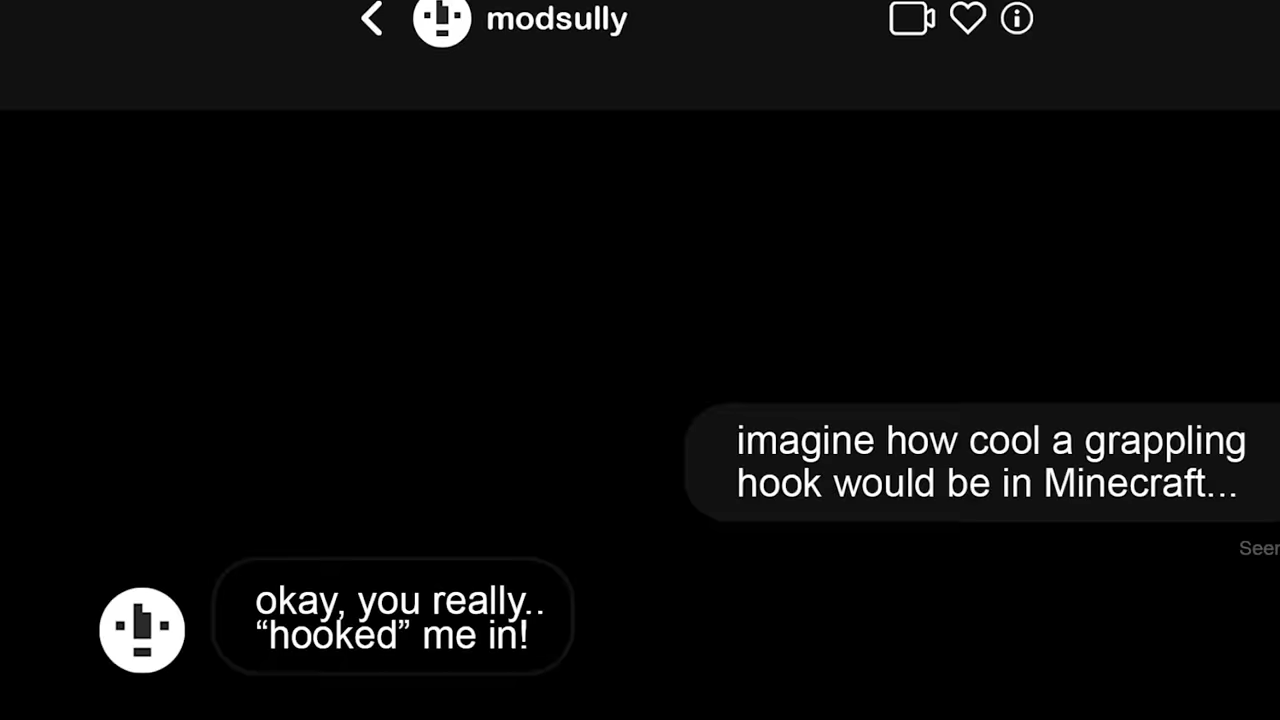 modsully
imagine how cool a grappling
hook would be in Minecraft...
Seen
okay, you really..
“hooked” me in!